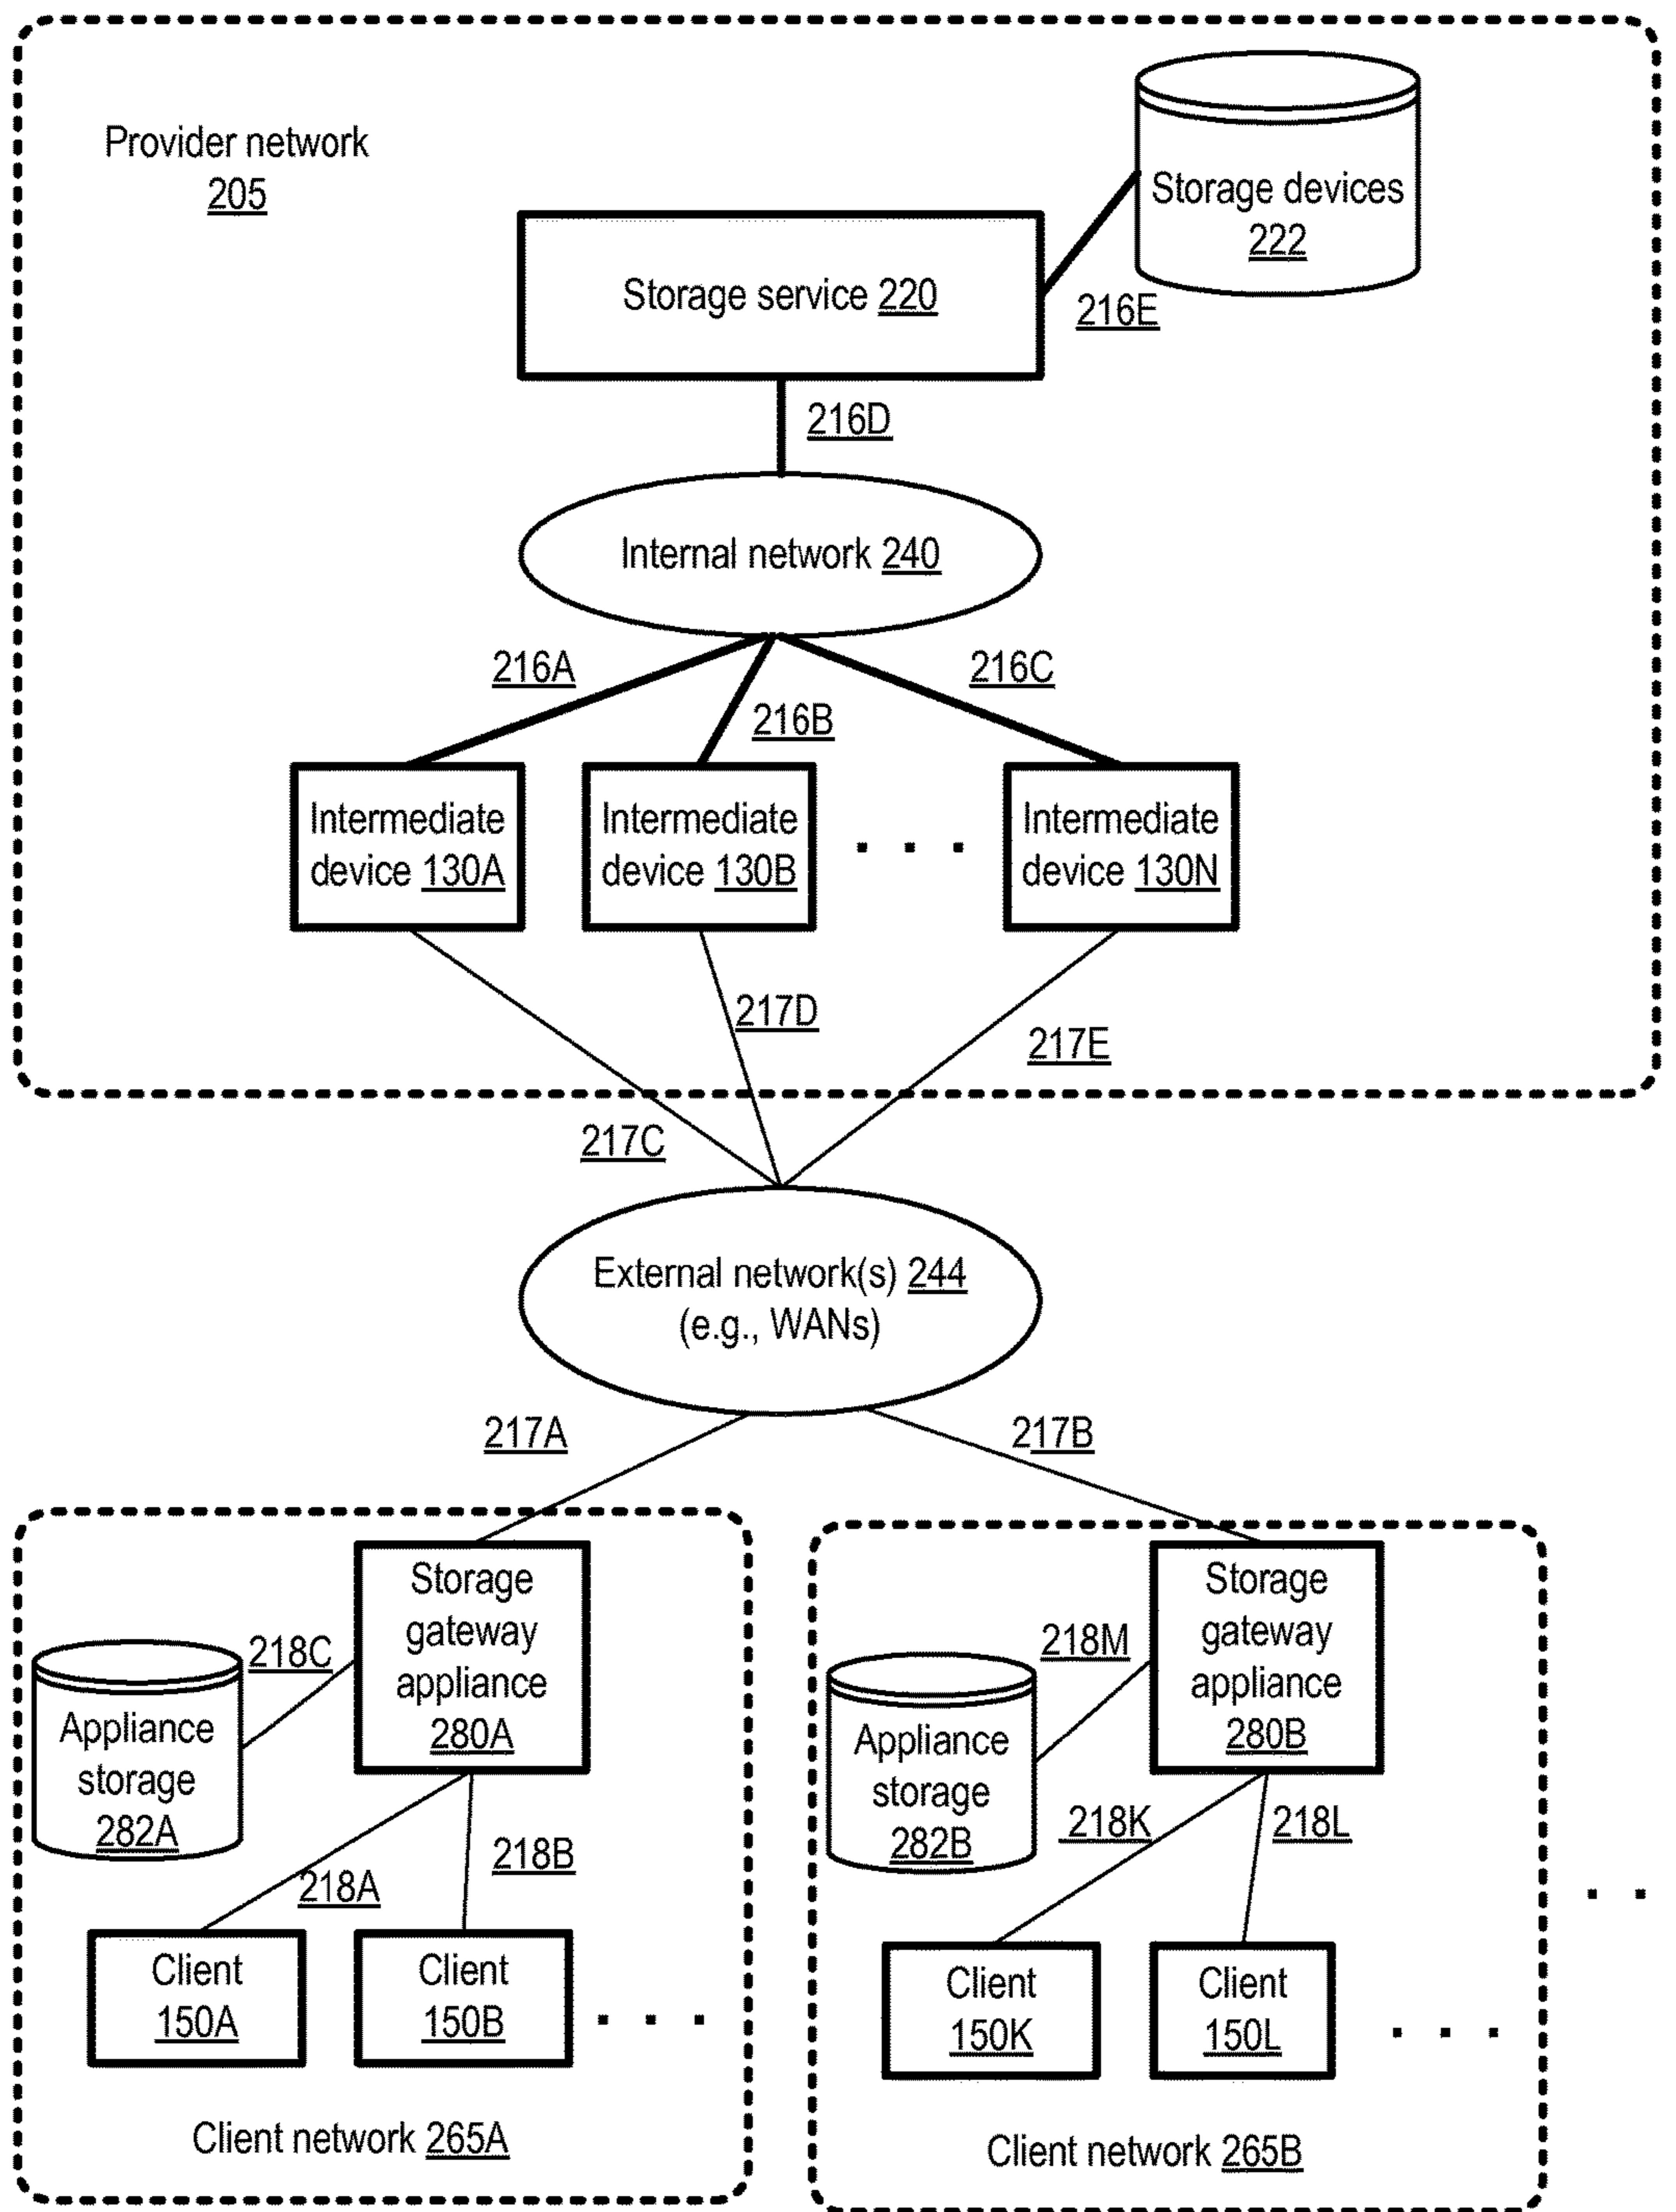 Provider network
205
Storage devices
222
Storage service 220
216E
216D
Internal network 240
216A
216C
216B
Intermediate
device 130A
Intermediate
device 130B
. . .
Intermediate
device 130N
217D
217E
217C
External network(s) 244
(e.g., WANs)
217A
217B
Storage
gateway
appliance
280A
218C
Appliance
storage
282A
218A
218B
Client
150A
Client
150B
. . .
Client network 265A
Storage
gateway
appliance
280B
218M
Appliance
storage
282B
218K
218L
Client
150K
Client
150L
. . .
Client network 265B
. .